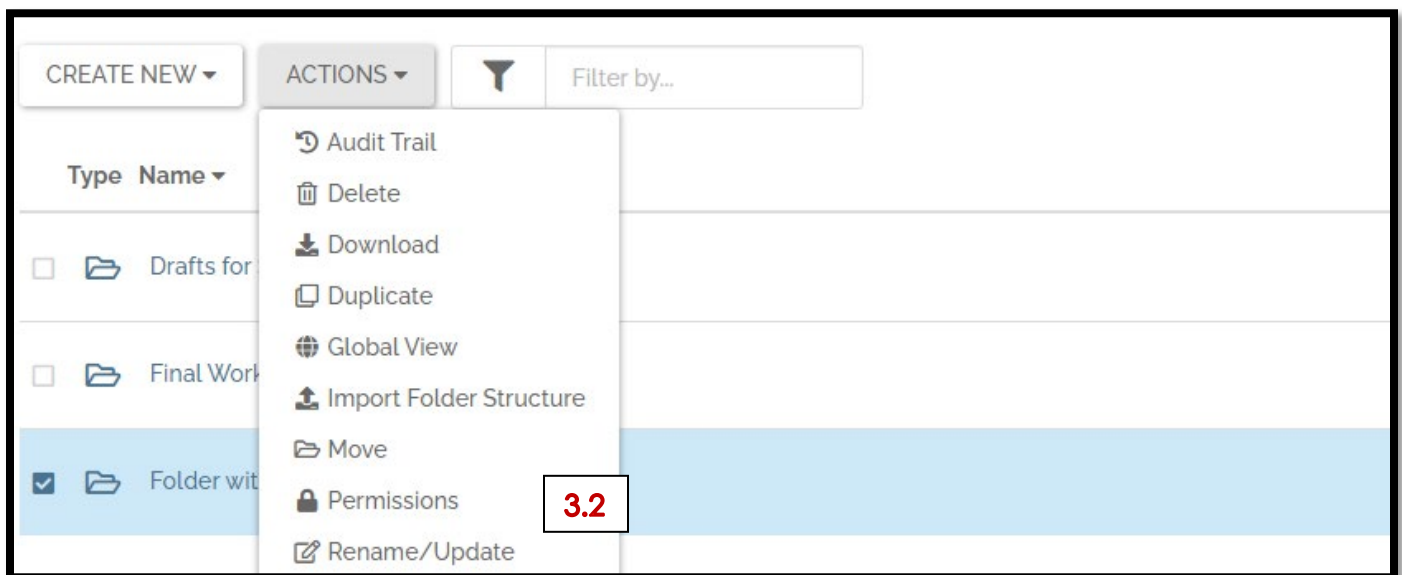 CREATE NEW ACTIONS Filter by...
Type Name
Audit Trail
Delete
Drafts for
Download
Duplicate
Global View
Final Work
Import Folder Structure
Move
Folder wit
Permissions 3.2
Rename/Update